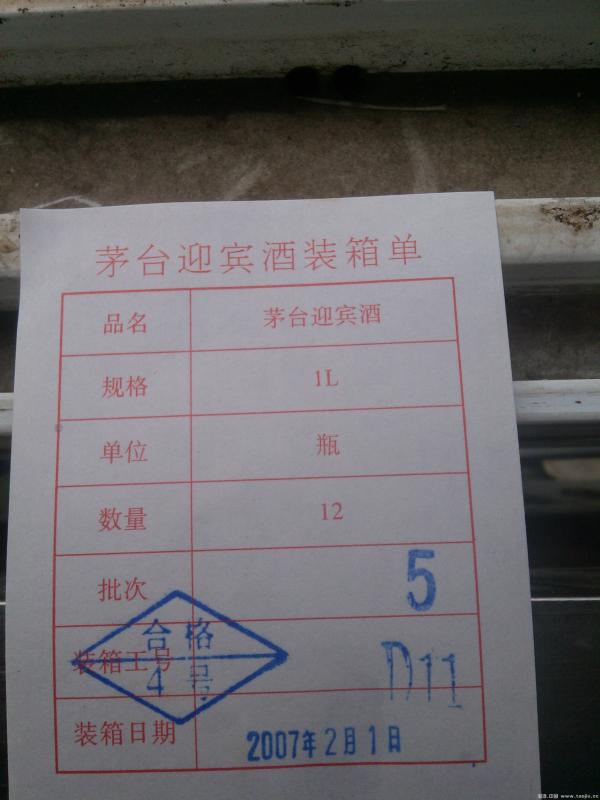 茅台迎宾酒装箱单
品名 茅台迎宾酒
规格 1L
单位 瓶
数量 12
批次 5
合格
装箱工号 D11
4号
装箱日期 2007年2月1日